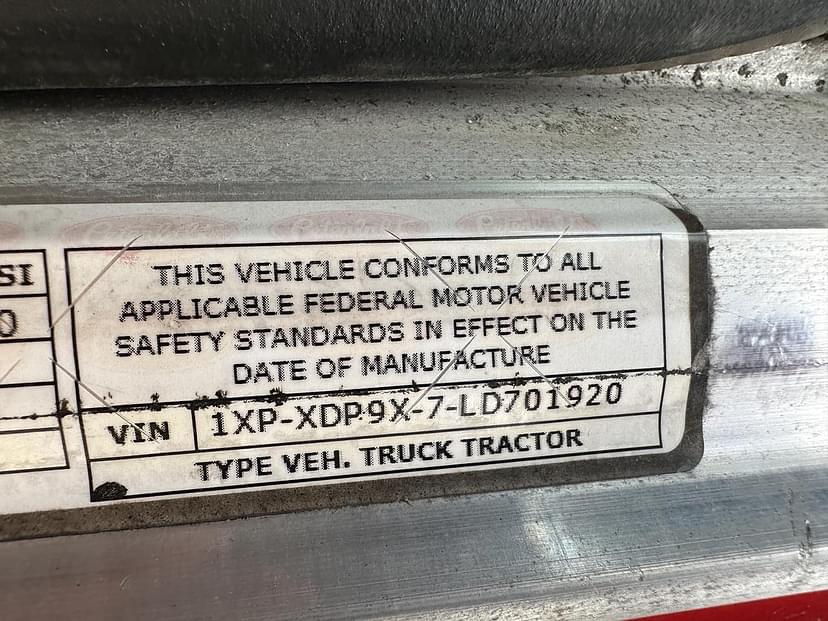 SI
0
THIS VEHICLE CONFORMS TO ALL
APPLICABLE FEDERAL MOTOR VEHICLE
SAFETY STANDARDS IN EFFECT ON THE
DATE OF MANUFACTURE
VIN 1XP-XDP9X-7-LD701920
TYPE VEH. TRUCK TRACTOR